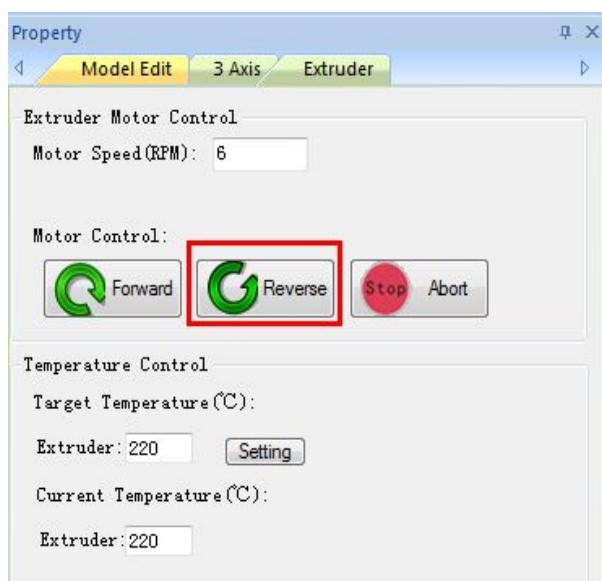 Property
Model Edit 3 Axis Extruder
Extruder Motor Control
Motor Speed(RPM): 6
Motor Control:
Forward Reverse Stop Abort
Temperature Control
Target Temperature(℃):
Extruder: 220 Setting
Current Temperature(℃):
Extruder: 220